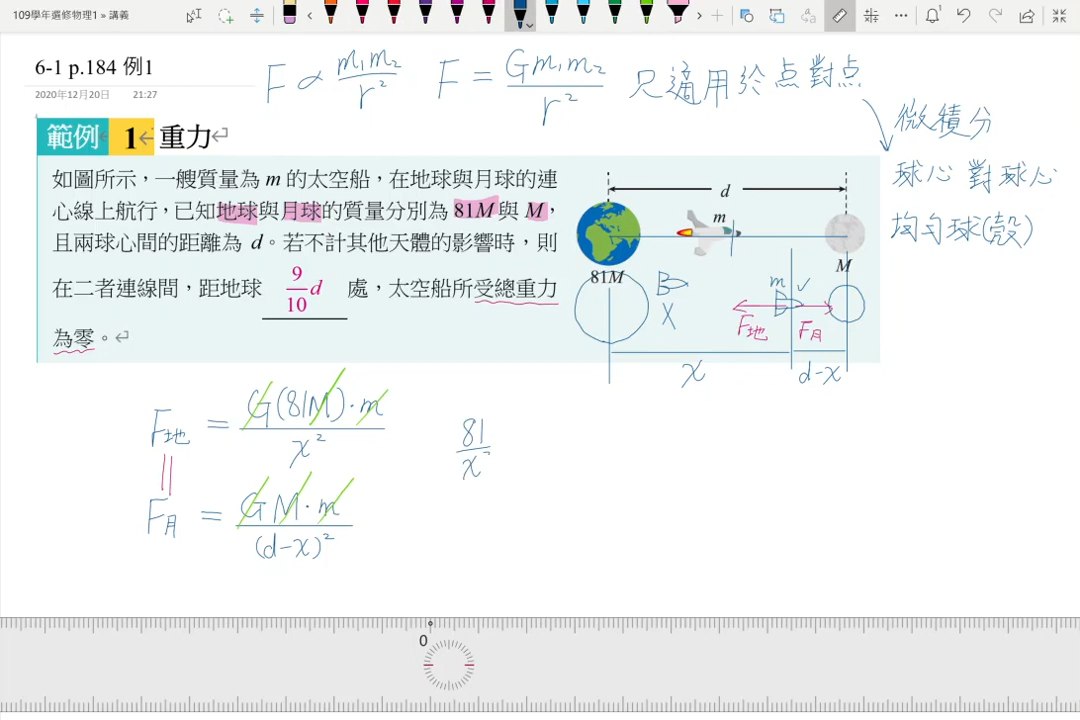 109學年選修物理1 » 講義
6-1 p.184 例1
2020年12月20日 21:27
F ∝ m₁m₂/r²
F = Gm₁m₂/r² 只適用於点對点
微積分
球心對球心
均勻球(殼)
範例 1 重力
如圖所示，一艘質量為 m 的太空船，在地球與月球的連
心線上航行，已知地球與月球的質量分別為 81M 與 M，
且兩球心間的距離為 d。若不計其他天體的影響時，則
在二者連線間，距地球 9/10 d 處，太空船所受總重力
為零。
d
m
81M
M
m
F地
F月
x
d-x
F地 = G(81M)·m/x²
81/x²
F月 = GM·m/(d-x)²
0